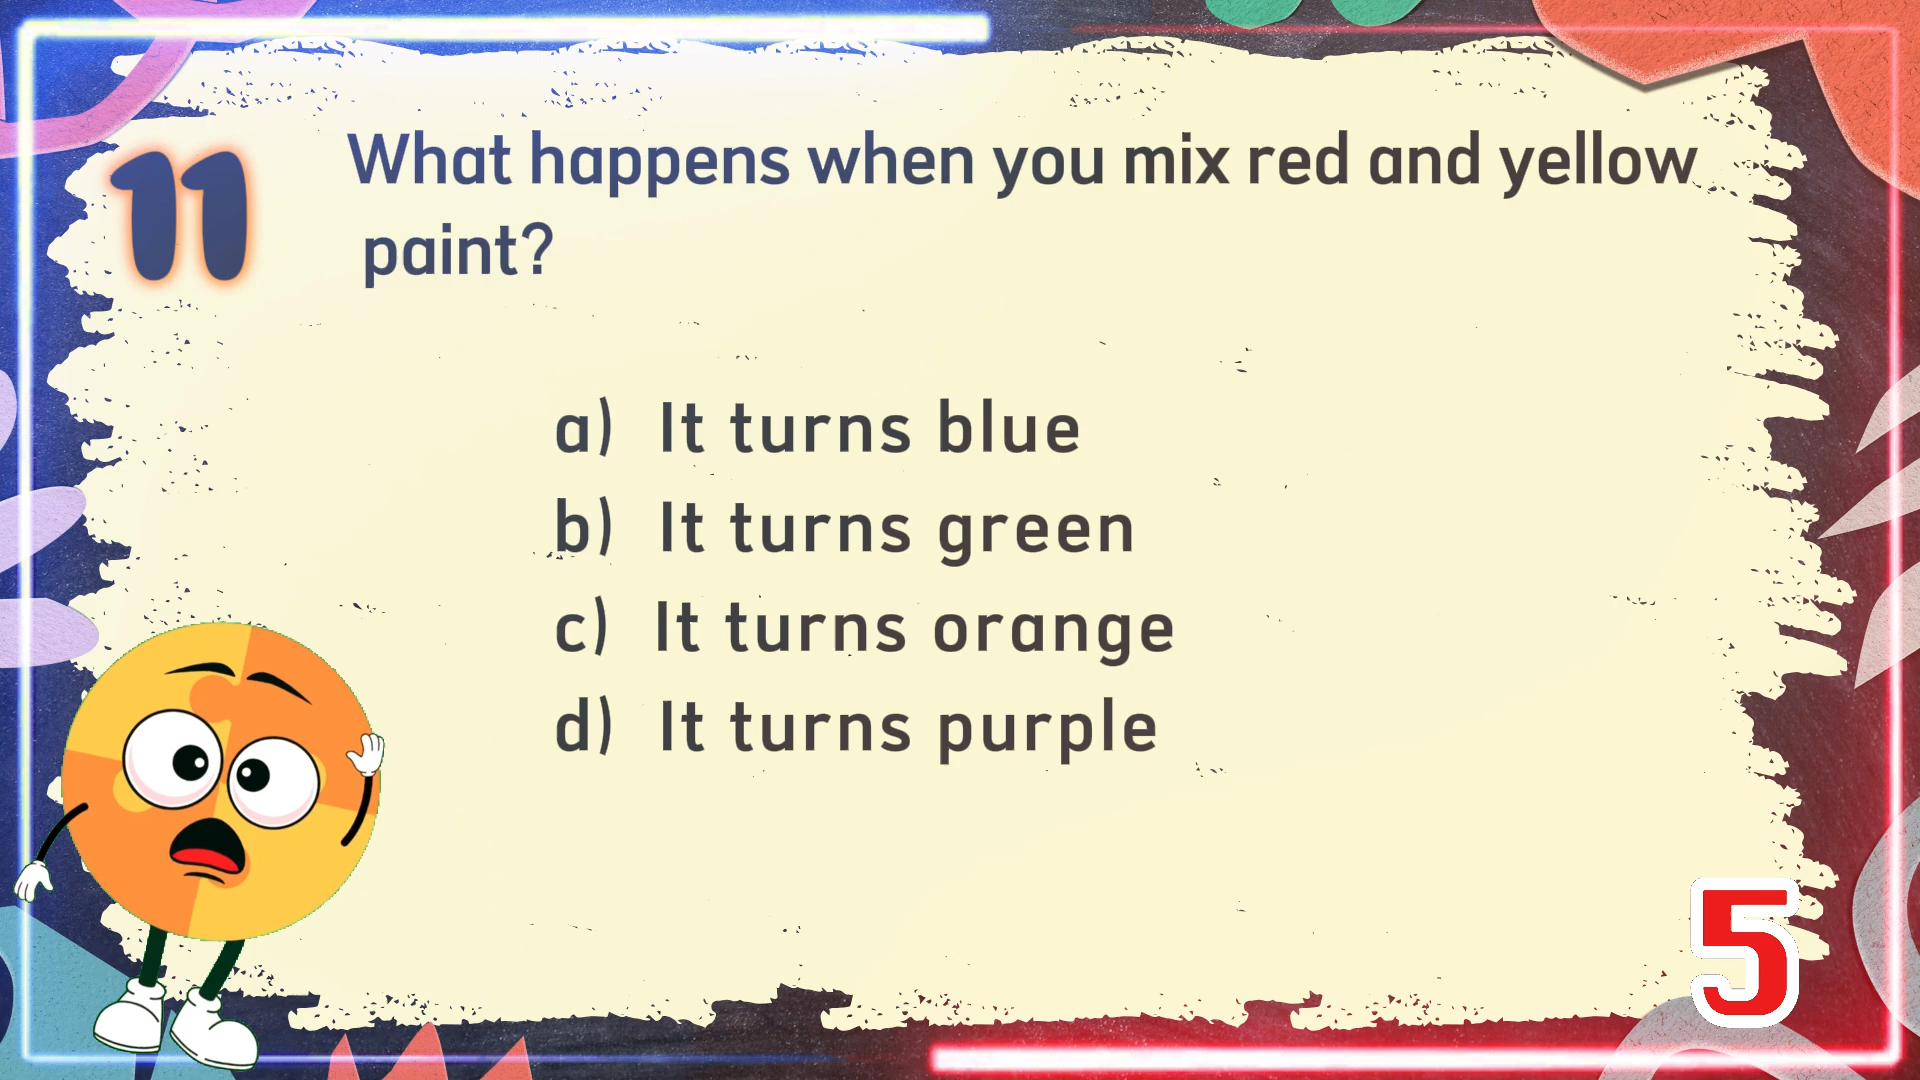 11
What happens when you mix red and yellow
paint?
a) It turns blue
b) It turns green
c) It turns orange
d) It turns purple
5